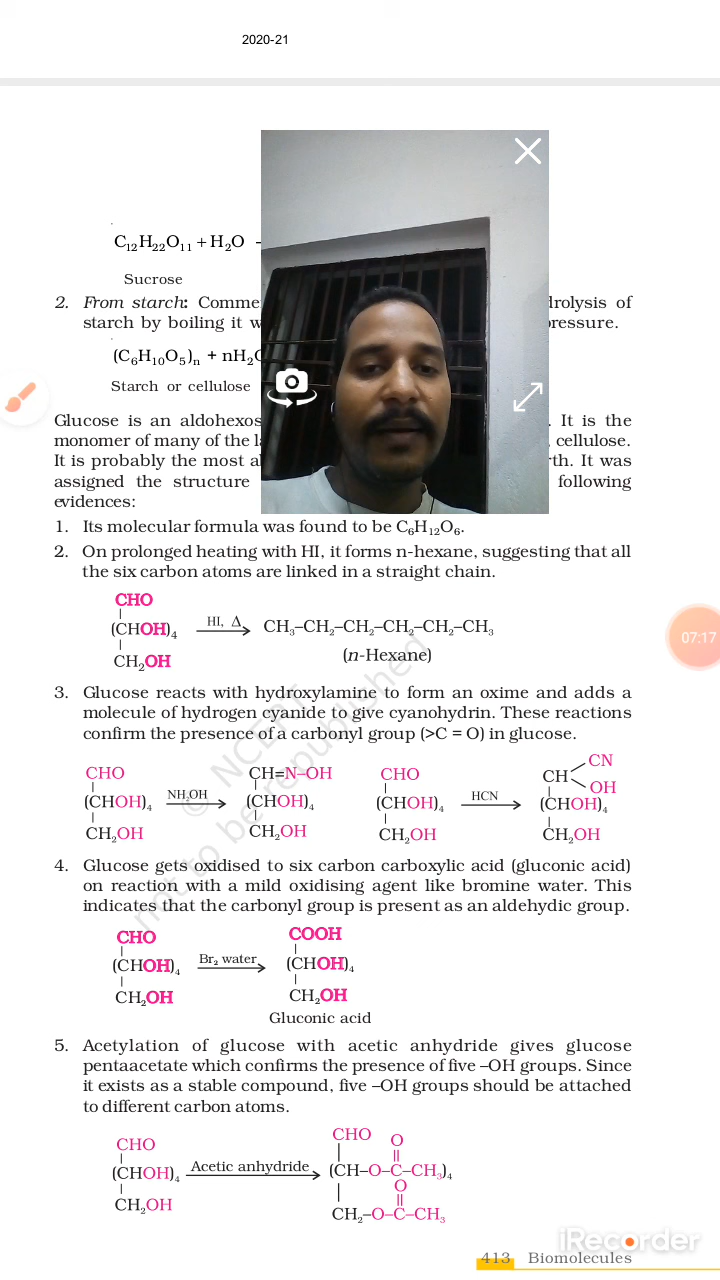 2020-21
C₁₂H₂₂O₁₁ + H₂O
Sucrose
2. From starch: Comme drolysis of
starch by boiling it w ressure.
(C₆H₁₀O₅)ₙ + nH₂
Starch or cellulose
Glucose is an aldohexos . It is the
monomer of many of the l cellulose.
It is probably the most a th. It was
assigned the structure following
evidences:
1. Its molecular formula was found to be C₆H₁₂O₆.
2. On prolonged heating with HI, it forms n-hexane, suggesting that all
the six carbon atoms are linked in a straight chain.
CHO
(CHOH)₄ HI, Δ CH₃–CH₂–CH₂–CH₂–CH₂–CH₃
CH₂OH (n-Hexane)
3. Glucose reacts with hydroxylamine to form an oxime and adds a
molecule of hydrogen cyanide to give cyanohydrin. These reactions
confirm the presence of a carbonyl group (>C = O) in glucose.
CHO CH=N–OH CHO CH CN
OH
(CHOH)₄ NH₂OH (CHOH)₄ (CHOH)₄ HCN (CHOH)₄
CH₂OH CH₂OH CH₂OH CH₂OH
4. Glucose gets oxidised to six carbon carboxylic acid (gluconic acid)
on reaction with a mild oxidising agent like bromine water. This
indicates that the carbonyl group is present as an aldehydic group.
CHO COOH
(CHOH)₄ Br₂ water (CHOH)₄
CH₂OH CH₂OH
Gluconic acid
5. Acetylation of glucose with acetic anhydride gives glucose
pentaacetate which confirms the presence of five –OH groups. Since
it exists as a stable compound, five –OH groups should be attached
to different carbon atoms.
CHO CHO O
(CHOH)₄ Acetic anhydride (CH–O–C–CH₃)₄
O
CH₂OH CH₂–O–C–CH₃
413 Biomolecules
© NCERT
not to be republished
07:17
iRecorder